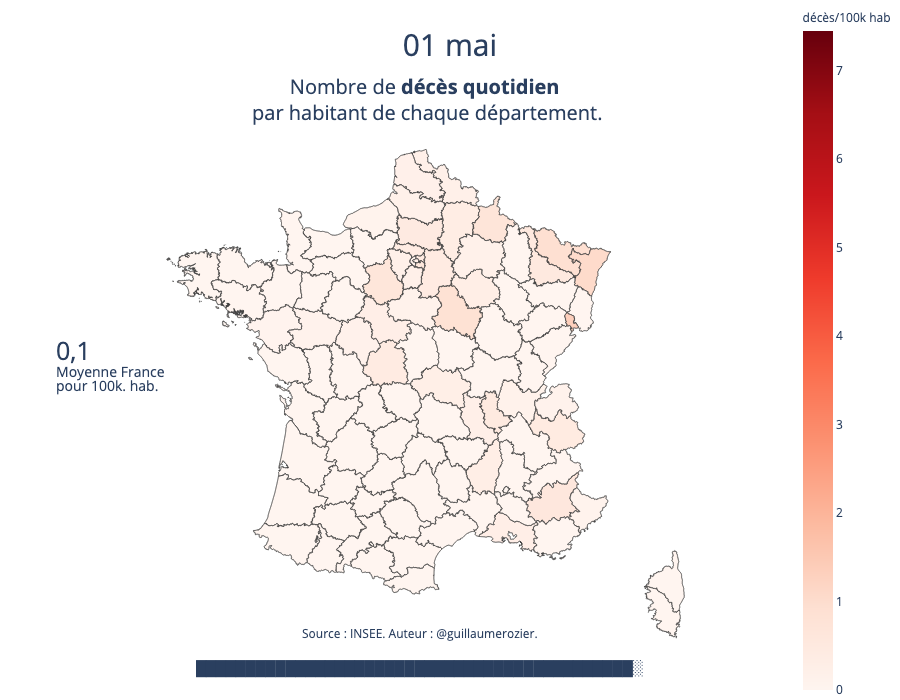 décès/100k hab
01 mai
Nombre de décès quotidien
par habitant de chaque département.
7
6
5
4
3
2
1
0
0,1
Moyenne France
pour 100k. hab.
Source : INSEE. Auteur : @guillaumerozier.